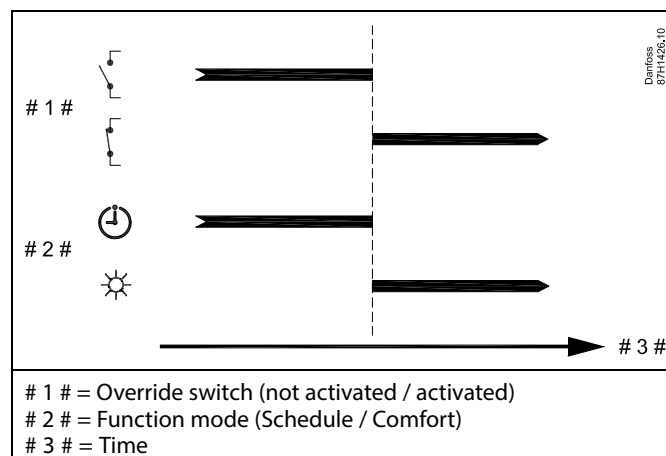 Danfoss
87H1426.10
# 1 #
# 2 #
# 3 #
# 1 # = Override switch (not activated / activated)
# 2 # = Function mode (Schedule / Comfort)
# 3 # = Time